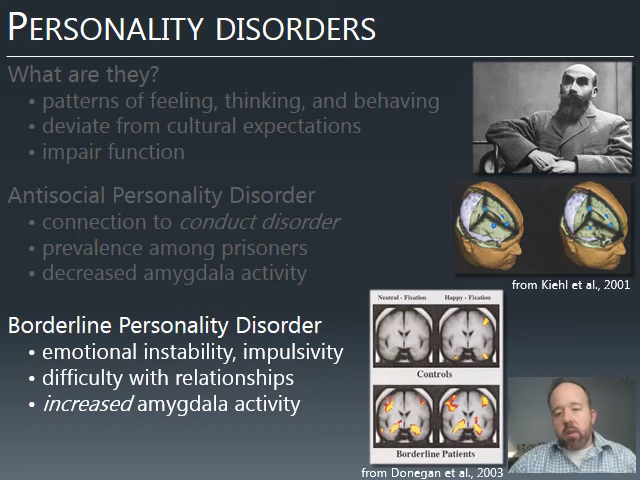 PERSONALITY DISORDERS
What are they?
• patterns of feeling, thinking, and behaving
• deviate from cultural expectations
• impair function
Antisocial Personality Disorder
• connection to conduct disorder
• prevalence among prisoners
• decreased amygdala activity
from Kiehl et al., 2001
Borderline Personality Disorder
• emotional instability, impulsivity
• difficulty with relationships
• increased amygdala activity
Neutral - Fixation Happy - Fixation
Controls
Borderline Patients
from Donegan et al., 2003